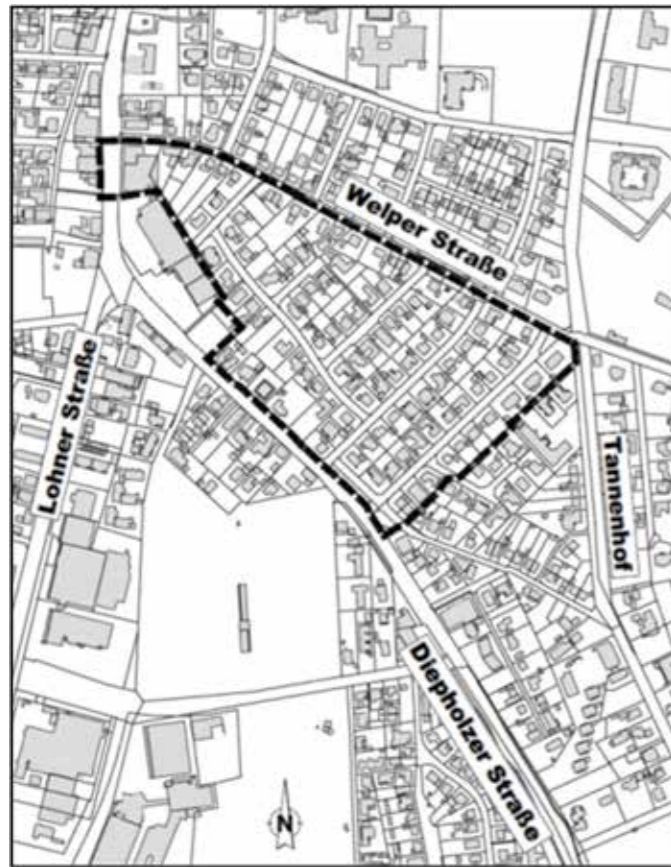 Welper Straße
Lohner Straße
Tannenhof
Diepholzer Straße
N